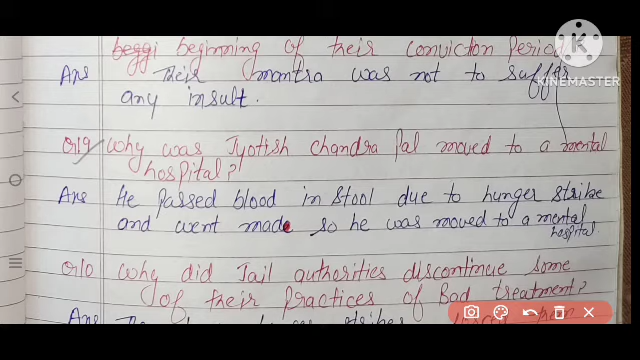 beggi beginning of their conviction Period
Ans Their mantra was not to suffer
KINEMASTER
any insult.
Q19 Why was Jyotish Chandra Pal moved to a mental
hospital?
Ans He passed blood in stool due to hunger strike
and went made so he was moved to a mental
hospital.
Q10 Why did Jail authorities discontinue some
of their practices of Bad treatment?
Ans